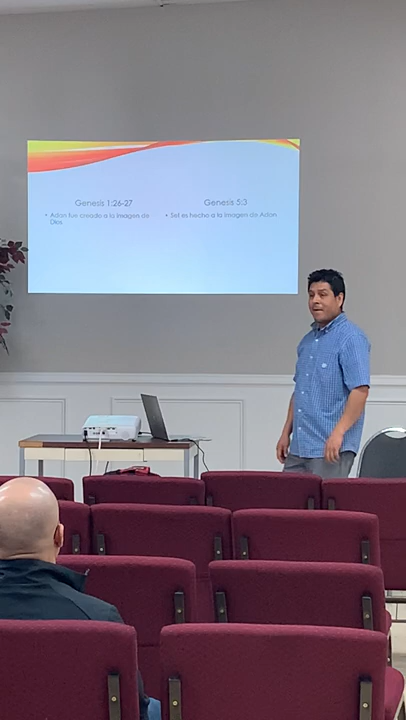 Genesis 1:26-27
• Adan fue creado a la imagen de
Dios.
Genesis 5:3
• Set es hecho a la imagen de Adan